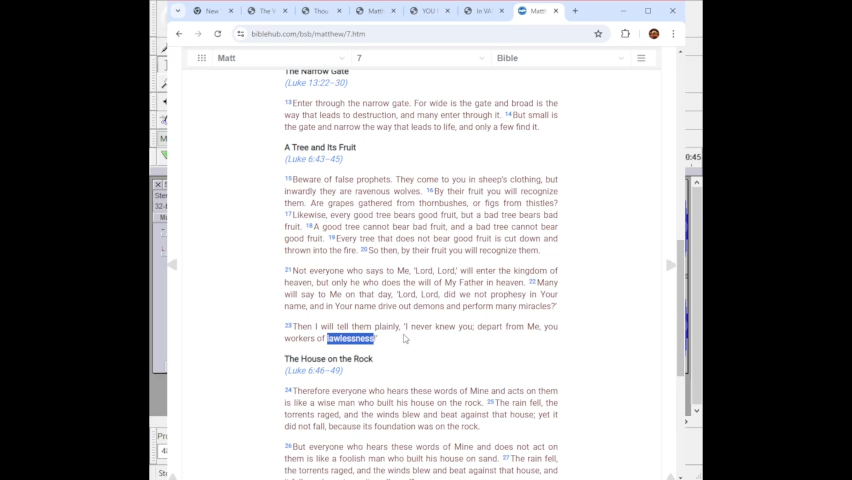 New
The V
Thou
Matth
YOU
In VA
Matth
biblehub.com/bsb/matthew/7.htm
Matt
7
Bible
The Narrow Gate
(Luke 13:22–30)
13Enter through the narrow gate. For wide is the gate and broad is the
way that leads to destruction, and many enter through it. 14But small is
the gate and narrow the way that leads to life, and only a few find it.
A Tree and Its Fruit
(Luke 6:43–45)
15Beware of false prophets. They come to you in sheep's clothing, but
inwardly they are ravenous wolves. 16By their fruit you will recognize
them. Are grapes gathered from thornbushes, or figs from thistles?
17Likewise, every good tree bears good fruit, but a bad tree bears bad
fruit. 18A good tree cannot bear bad fruit, and a bad tree cannot bear
good fruit. 19Every tree that does not bear good fruit is cut down and
thrown into the fire. 20So then, by their fruit you will recognize them.
21Not everyone who says to Me, ‘Lord, Lord,’ will enter the kingdom of
heaven, but only he who does the will of My Father in heaven. 22Many
will say to Me on that day, ‘Lord, Lord, did we not prophesy in Your
name, and in Your name drive out demons and perform many miracles?’
23Then I will tell them plainly, ‘I never knew you; depart from Me, you
workers of lawlessness’
The House on the Rock
(Luke 6:46–49)
24Therefore everyone who hears these words of Mine and acts on them
is like a wise man who built his house on the rock. 25The rain fell, the
torrents raged, and the winds blew and beat against that house; yet it
did not fall, because its foundation was on the rock.
26But everyone who hears these words of Mine and does not act on
them is like a foolish man who built his house on sand. 27The rain fell,
the torrents raged, and the winds blew and beat against that house, and
0:45
Ster
32-b